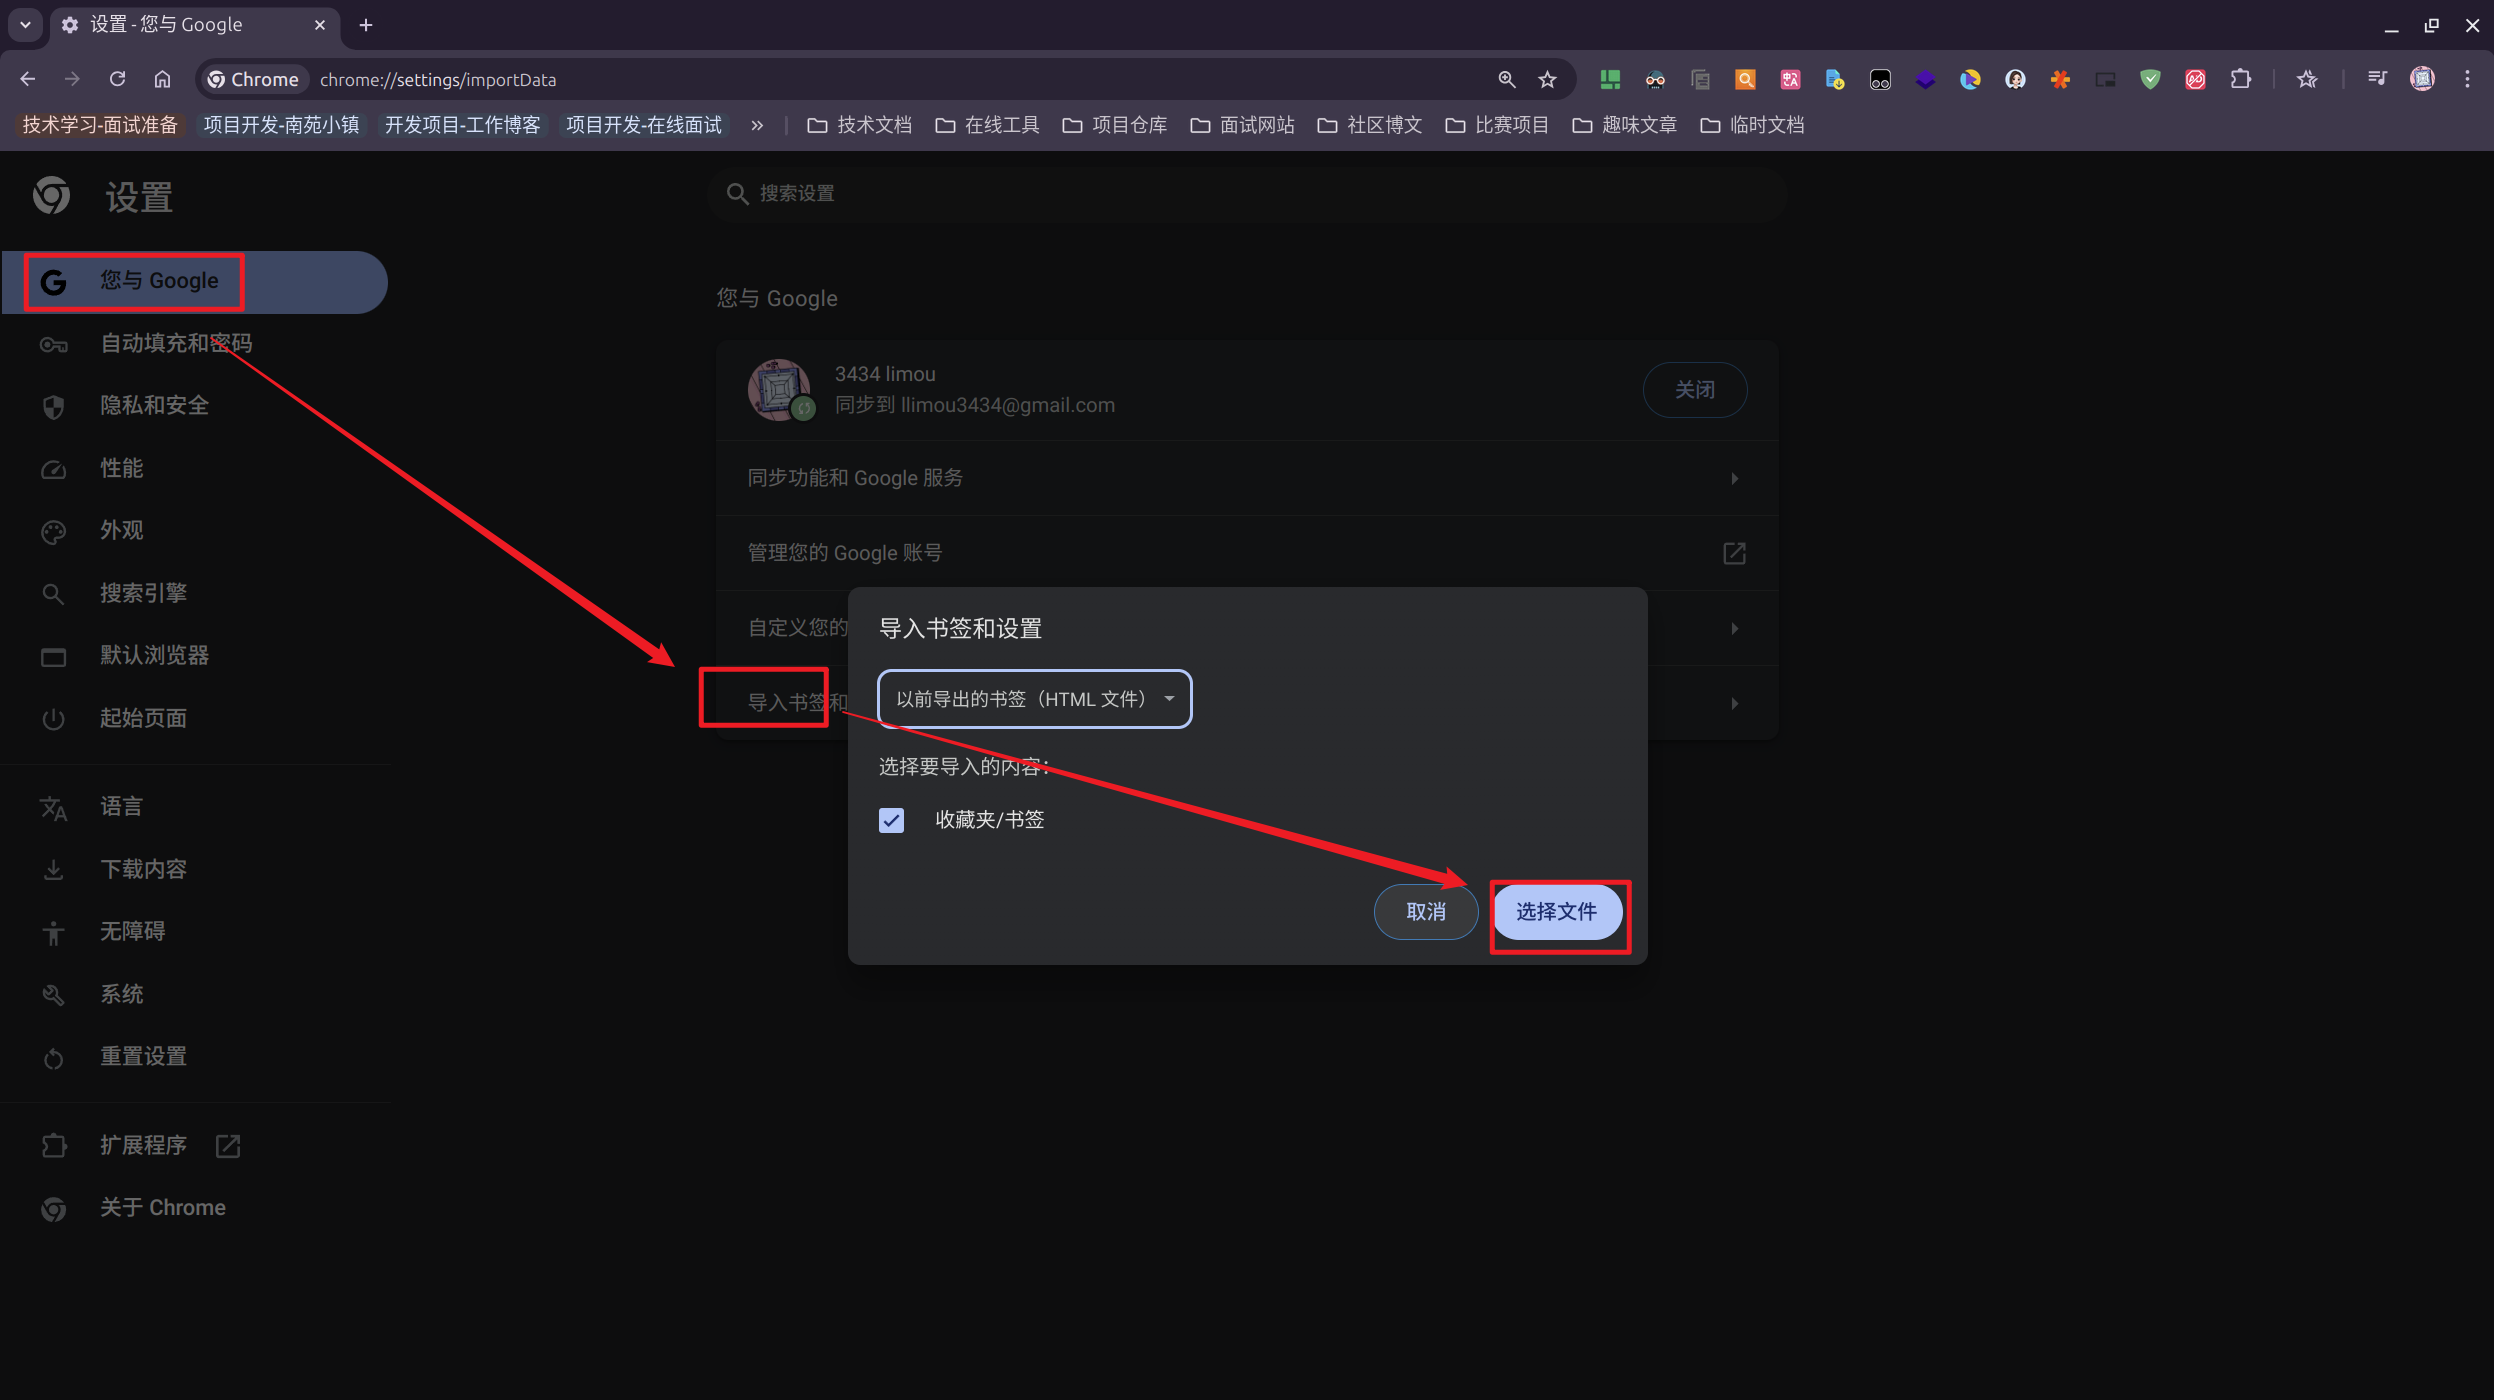 设置 - 您与 Google
Chrome
chrome://settings/importData
技术学习-面试准备
项目开发-南苑小镇
开发项目-工作博客
项目开发-在线面试
技术文档
在线工具
项目仓库
面试网站
社区博文
比赛项目
趣味文章
临时文档
设置
搜索设置
您与 Google
自动填充和密码
隐私和安全
性能
外观
搜索引擎
默认浏览器
起始页面
语言
下载内容
无障碍
系统
重置设置
扩展程序
关于 Chrome
您与 Google
3434 limou
同步到 llimou3434@gmail.com
关闭
同步功能和 Google 服务
管理您的 Google 账号
自定义您的
导入书签和
导入书签和设置
以前导出的书签（HTML 文件）
选择要导入的内容：
收藏夹/书签
取消
选择文件